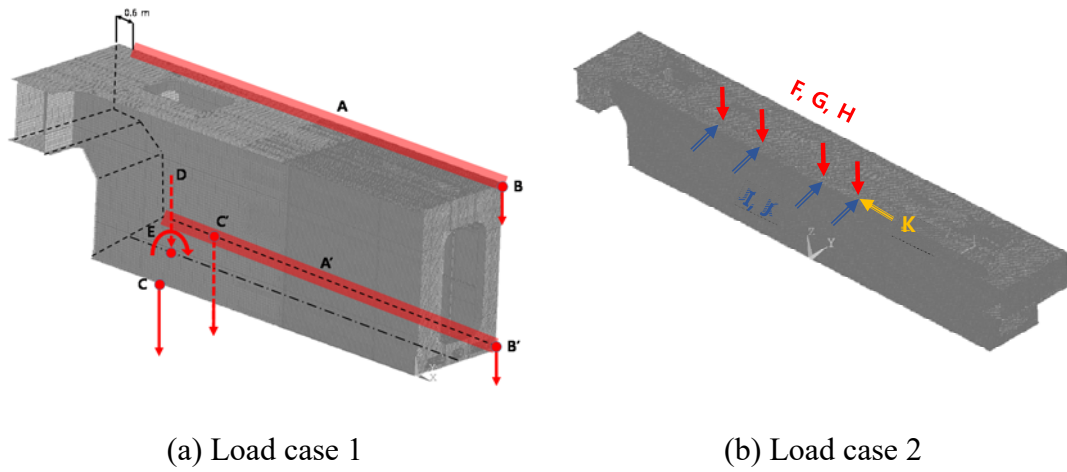 0.6 m
A
B
D
C'
E
A'
C
B'
X
F, G, H
I, J
K
Z
Y
(a) Load case 1
(b) Load case 2